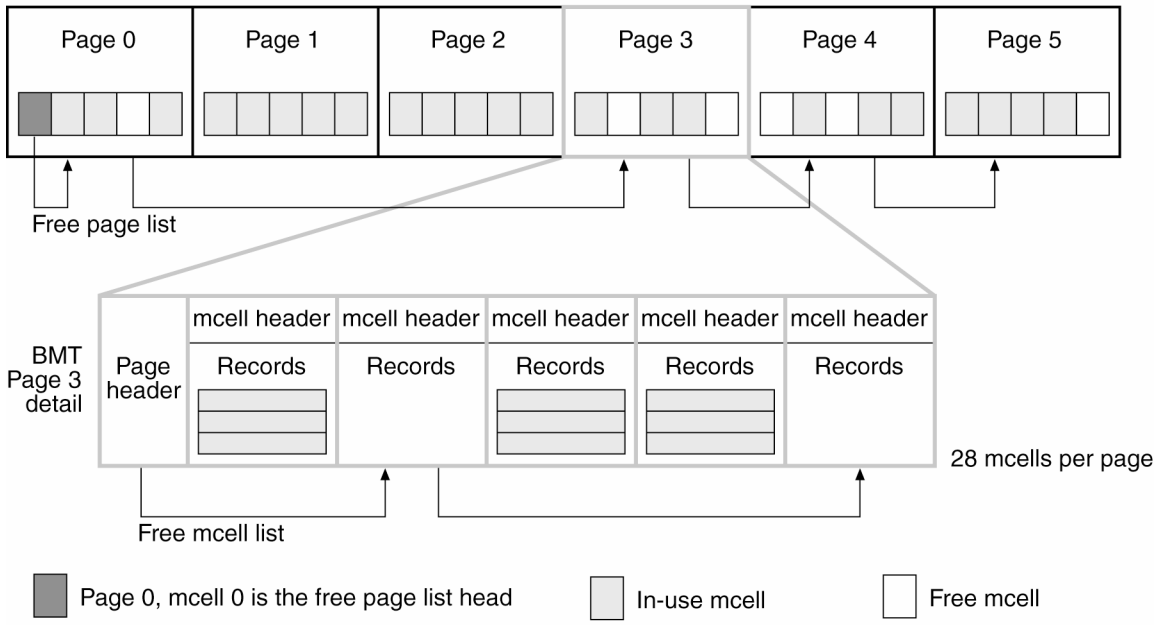 Page 0 Page 1 Page 2 Page 3 Page 4 Page 5
Free page list
mcell header mcell header mcell header mcell header mcell header
BMT
Page 3
detail
Page
header
Records Records Records Records Records
28 mcells per page
Free mcell list
Page 0, mcell 0 is the free page list head
In-use mcell
Free mcell